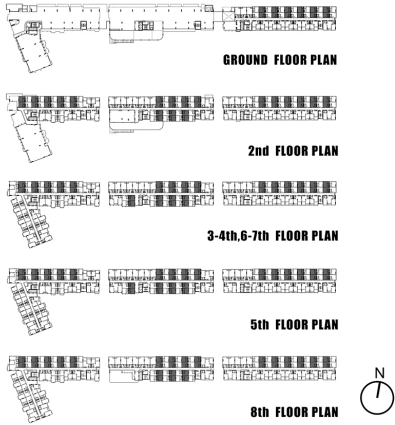 GROUND FLOOR PLAN
2nd FLOOR PLAN
3-4th,6-7th FLOOR PLAN
5th FLOOR PLAN
N
8th FLOOR PLAN